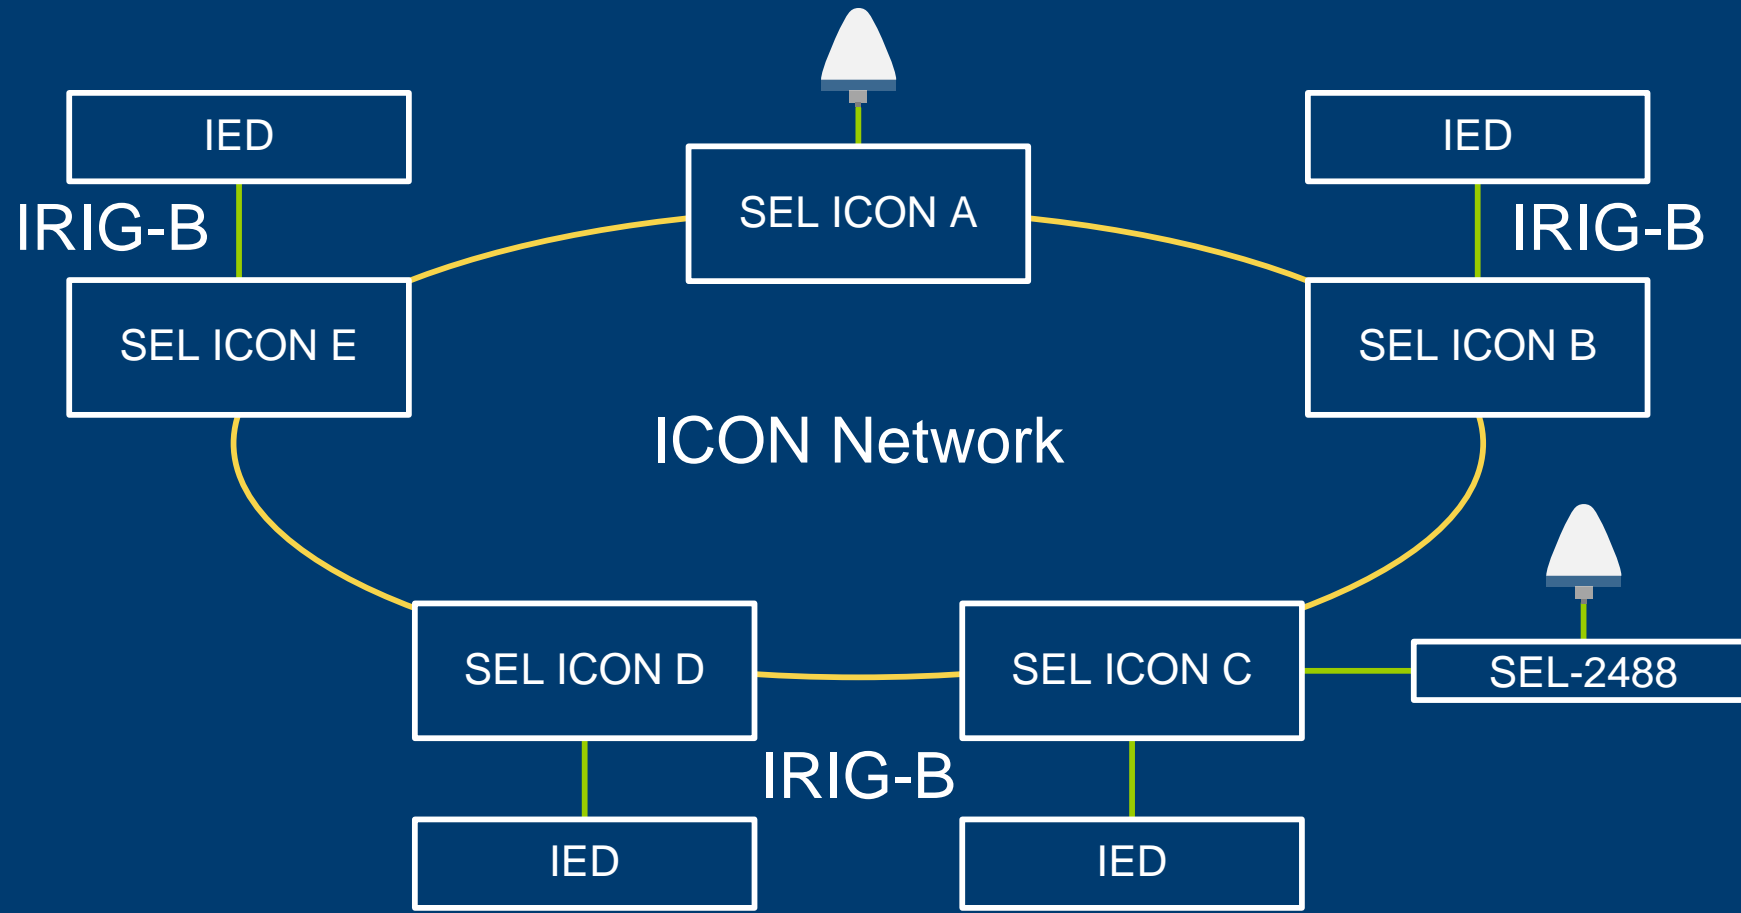 IED
IED
SEL ICON A
IRIG-B
IRIG-B
SEL ICON E
SEL ICON B
ICON Network
SEL ICON D
SEL ICON C
SEL-2488
IRIG-B
IED
IED